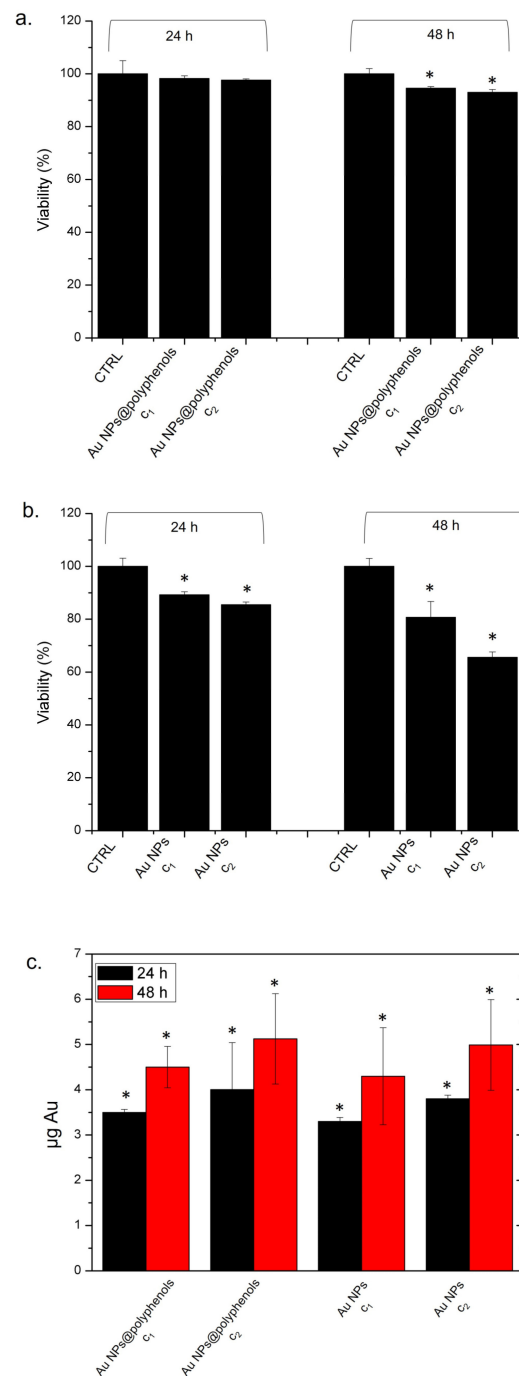 a.
120
100
80
60
40
20
0
Viability (%)
24 h
48 h
*
*
CTRL
Au NPs@polyphenols
c₁
Au NPs@polyphenols
c₂
CTRL
Au NPs@polyphenols
c₁
Au NPs@polyphenols
c₂
b.
120
100
80
60
40
20
0
Viability (%)
24 h
48 h
*
*
*
*
CTRL
Au NPs
c₁
Au NPs
c₂
CTRL
Au NPs
c₁
Au NPs
c₂
c.
7
6
5
4
3
2
1
0
µg Au
24 h
48 h
*
*
*
*
*
*
*
*
Au NPs@polyphenols
c₁
Au NPs@polyphenols
c₂
Au NPs
c₁
Au NPs
c₂